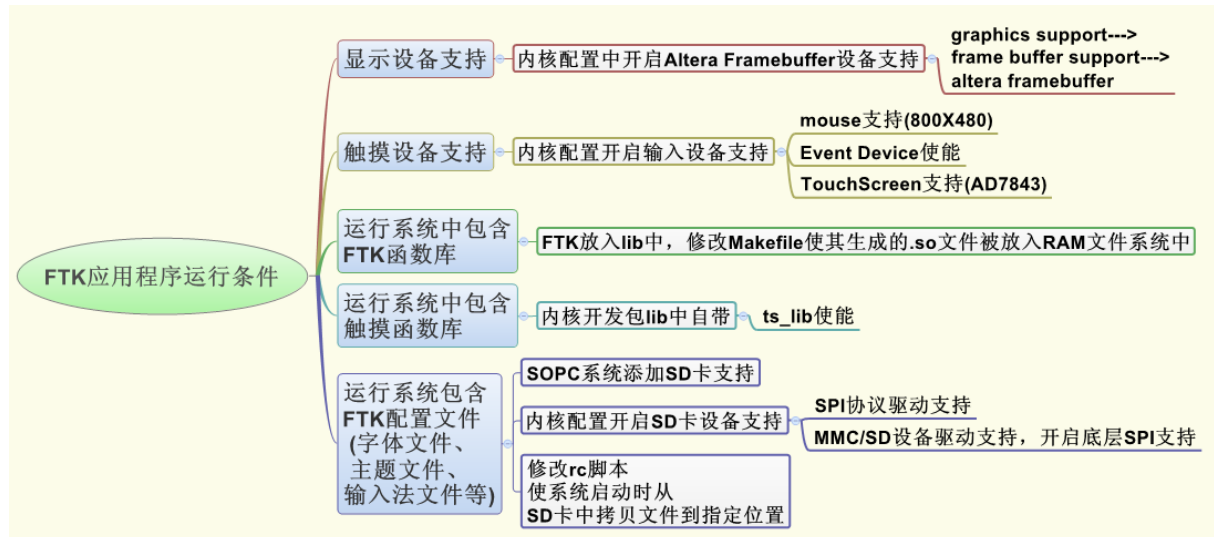 FTK应用程序运行条件
显示设备支持
内核配置中开启Altera Framebuffer设备支持
graphics support--->
frame buffer support--->
altera framebuffer
触摸设备支持
内核配置开启输入设备支持
mouse支持(800X480)
Event Device使能
TouchScreen支持(AD7843)
运行系统中包含
FTK函数库
FTK放入lib中，修改Makefile使其生成的.so文件被放入RAM文件系统中
运行系统中包含
触摸函数库
内核开发包lib中自带
ts_lib使能
运行系统包含
FTK配置文件
(字体文件、
主题文件、
输入法文件等)
SOPC系统添加SD卡支持
内核配置开启SD卡设备支持
SPI协议驱动支持
MMC/SD设备驱动支持，开启底层SPI支持
修改rc脚本
使系统启动时从
SD卡中拷贝文件到指定位置